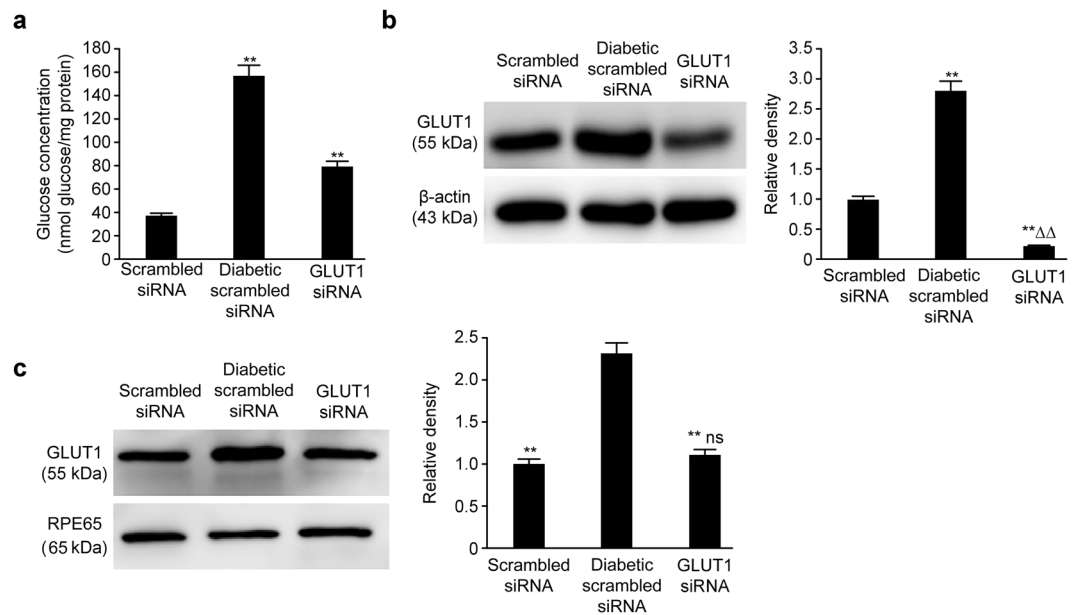 a
Glucose concentration
(nmol glucose/mg protein)
180
160
140
120
100
80
60
40
20
0
**
**
Scrambled
siRNA
Diabetic
scrambled
siRNA
GLUT1
siRNA
b
Scrambled
siRNA
Diabetic
scrambled
siRNA
GLUT1
siRNA
GLUT1
(55 kDa)
β-actin
(43 kDa)
Relative density
3.5
3.0
2.5
2.0
1.5
1.0
0.5
0
**
**ΔΔ
Scrambled
siRNA
Diabetic
scrambled
siRNA
GLUT1
siRNA
c
Scrambled
siRNA
Diabetic
scrambled
siRNA
GLUT1
siRNA
GLUT1
(55 kDa)
RPE65
(65 kDa)
Relative density
2.5
2.0
1.5
1.0
0.5
0
**
** ns
Scrambled
siRNA
Diabetic
scrambled
siRNA
GLUT1
siRNA